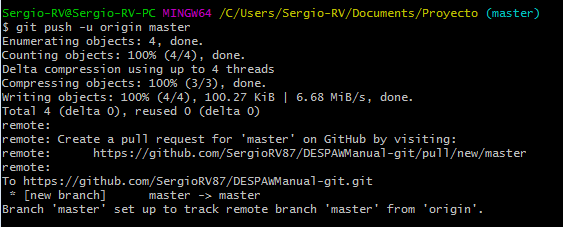 Sergio-RV@Sergio-RV-PC MINGW64 /C/Users/Sergio-RV/Documents/Proyecto (master)
$ git push -u origin master
Enumerating objects: 4, done.
Counting objects: 100% (4/4), done.
Delta compression using up to 4 threads
Compressing objects: 100% (3/3), done.
Writing objects: 100% (4/4), 100.27 KiB | 6.68 MiB/s, done.
Total 4 (delta 0), reused 0 (delta 0)
remote:
remote: Create a pull request for 'master' on GitHub by visiting:
remote:      https://github.com/SergioRV87/DESPAWManual-git/pull/new/master
remote:
To https://github.com/SergioRV87/DESPAWManual-git.git
 * [new branch]      master -> master
Branch 'master' set up to track remote branch 'master' from 'origin'.